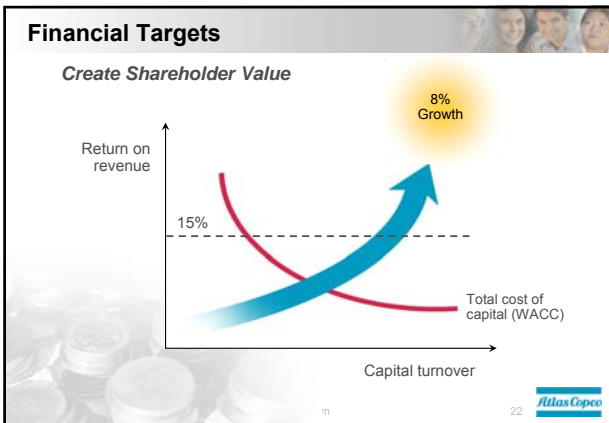 Financial Targets
Create Shareholder Value
8%
Growth
Return on
revenue
15%
Total cost of
capital (WACC)
Capital turnover
m
22
Atlas Copco